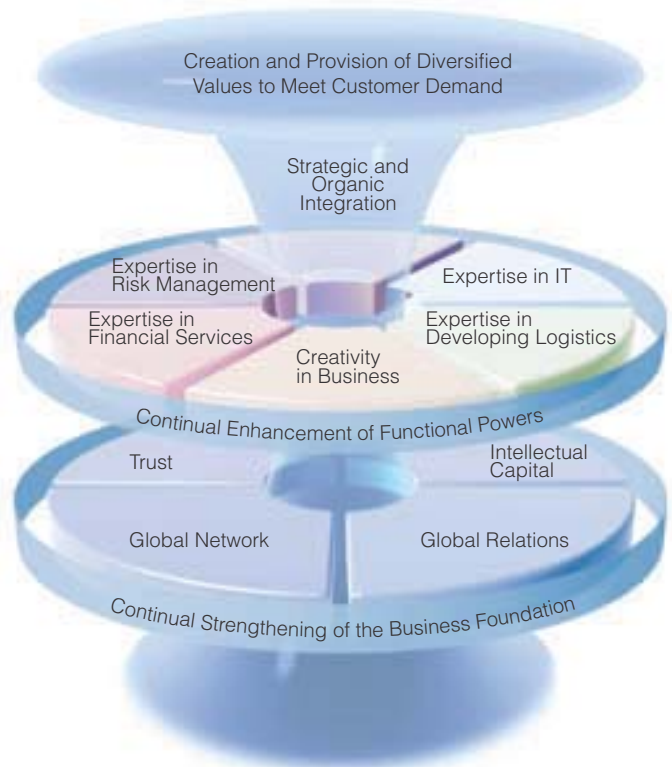 Creation and Provision of Diversified
Values to Meet Customer Demand
Strategic and
Organic
Integration
Expertise in
Risk Management
Expertise in IT
Expertise in
Financial Services
Expertise in
Developing Logistics
Creativity
in Business
Continual Enhancement of Functional Powers
Trust
Intellectual
Capital
Global Network
Global Relations
Continual Strengthening of the Business Foundation